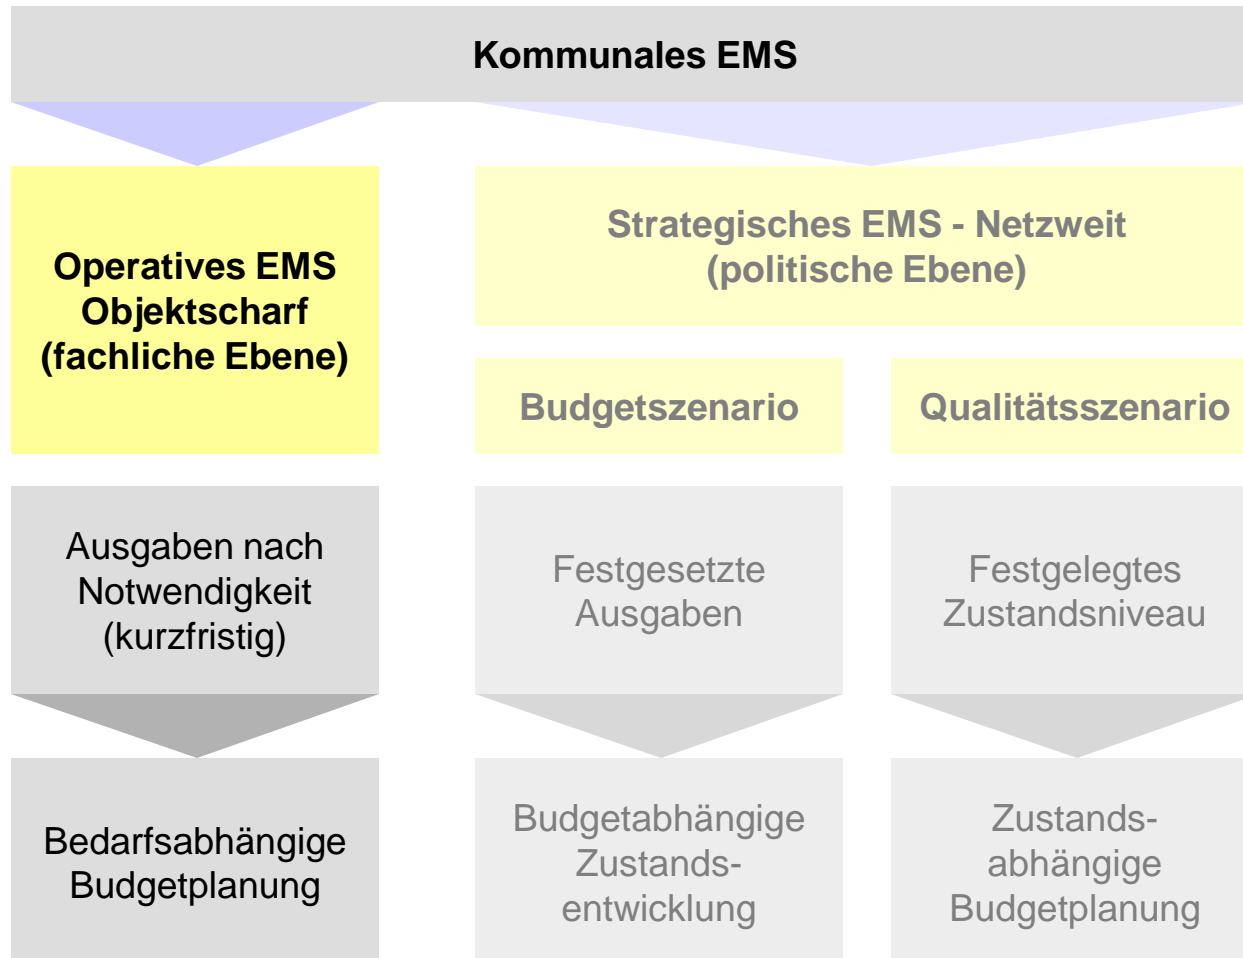 Kommunales EMS
Operatives EMS
Objektscharf
(fachliche Ebene)
Strategisches EMS - Netzweit
(politische Ebene)
Budgetszenario
Qualitätsszenario
Ausgaben nach
Notwendigkeit
(kurzfristig)
Festgesetzte
Ausgaben
Festgelegtes
Zustandsniveau
Bedarfsabhängige
Budgetplanung
Budgetabhängige
Zustands-
entwicklung
Zustands-
abhängige
Budgetplanung